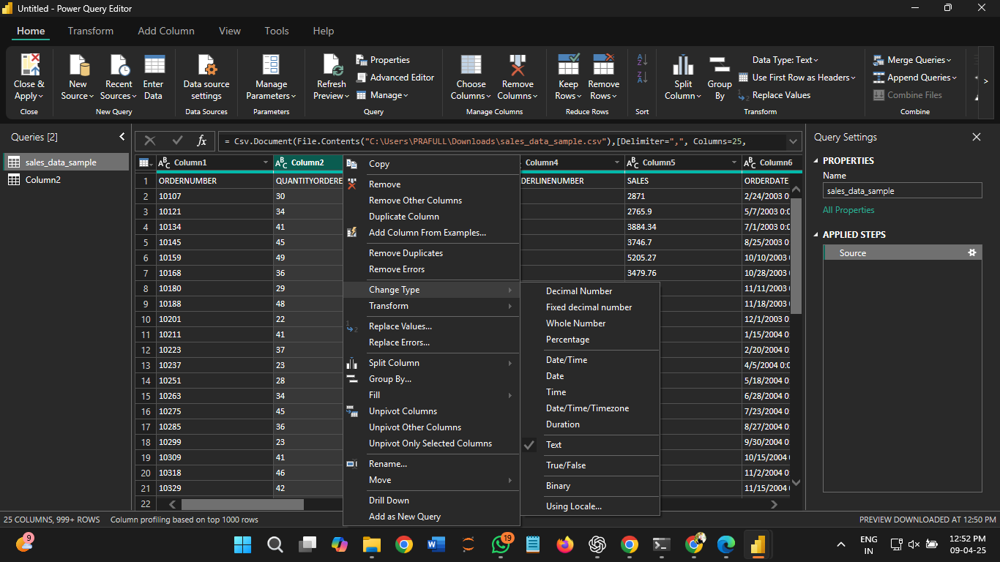 Untitled - Power Query Editor
Home Transform Add Column View Tools Help
Close & Apply
Close
New Source
Recent Sources
Enter Data
New Query
Data source settings
Data Sources
Manage Parameters
Parameters
Refresh Preview
Properties
Advanced Editor
Manage
Query
Choose Columns
Remove Columns
Manage Columns
Keep Rows
Remove Rows
Reduce Rows
Sort
Split Column
Group By
Data Type: Text
Use First Row as Headers
Replace Values
Transform
Merge Queries
Append Queries
Combine Files
Combine
Queries [2]
sales_data_sample
Column2
= Csv.Document(File.Contents("C:\Users\PRAFULL\Downloads\sales_data_sample.csv"),[Delimiter=",", Columns=25,
Column1 Column2 Column4 Column5 Column6
1 ORDERNUMBER QUANTITYORDERE DERLINENUMBER SALES ORDERDATE
2 10107 30 2871 2/24/2003 0
3 10121 34 2765.9 5/7/2003 0:0
4 10134 41 3884.34 7/1/2003 0:0
5 10145 45 3746.7 8/25/2003 0
6 10159 49 5205.27 10/10/2003
7 10168 36 3479.76 10/28/2003
8 10180 29 11/11/2003
9 10188 48 11/18/2003
10 10201 22 12/1/2003 0
11 10211 41 1/15/2004 0
12 10223 37 2/20/2004 0
13 10237 23 4/5/2004 0:0
14 10251 28 5/18/2004 0
15 10263 34 6/28/2004 0
16 10275 45 7/23/2004 0
17 10285 36 8/27/2004 0
18 10299 23 9/30/2004 0
19 10309 41 10/15/2004
20 10318 46 11/2/2004 0
21 10329 42 11/15/2004
22
Copy
Remove
Remove Other Columns
Duplicate Column
Add Column From Examples...
Remove Duplicates
Remove Errors
Change Type
Transform
Replace Values...
Replace Errors...
Split Column
Group By...
Fill
Unpivot Columns
Unpivot Other Columns
Unpivot Only Selected Columns
Rename...
Move
Drill Down
Add as New Query
Decimal Number
Fixed decimal number
Whole Number
Percentage
Date/Time
Date
Time
Date/Time/Timezone
Duration
Text
True/False
Binary
Using Locale...
Query Settings
PROPERTIES
Name
sales_data_sample
All Properties
APPLIED STEPS
Source
25 COLUMNS, 999+ ROWS Column profiling based on top 1000 rows
PREVIEW DOWNLOADED AT 12:50 PM
9
19
ENG
IN
12:52 PM
09-04-25